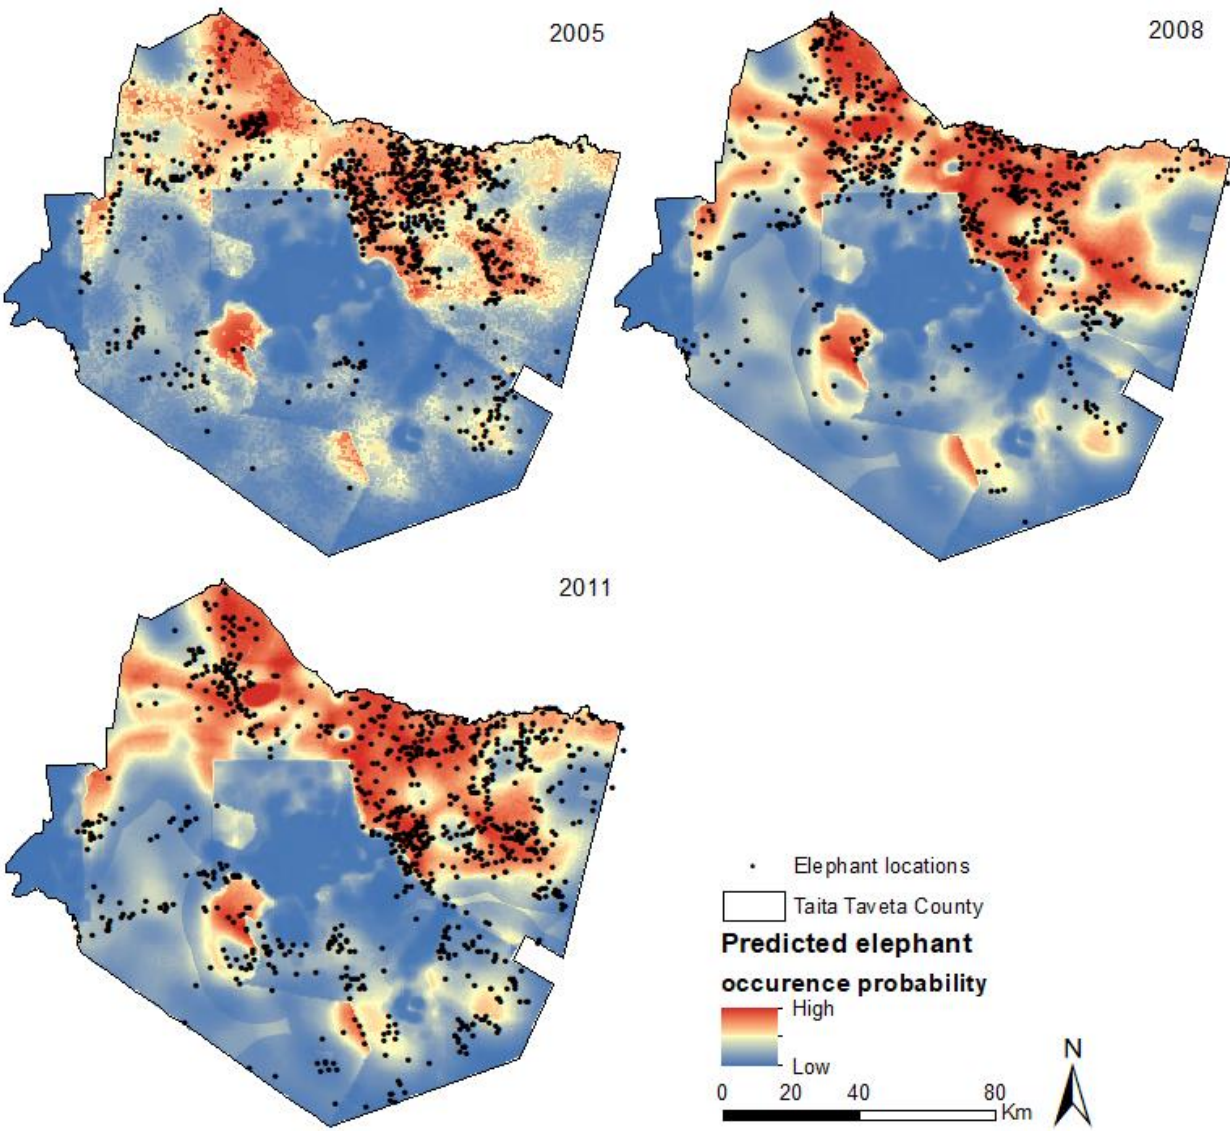 2005
2008
2011
Elephant locations
Taita Taveta County
Predicted elephant
occurence probability
High
Low
N
0 20 40 80
Km